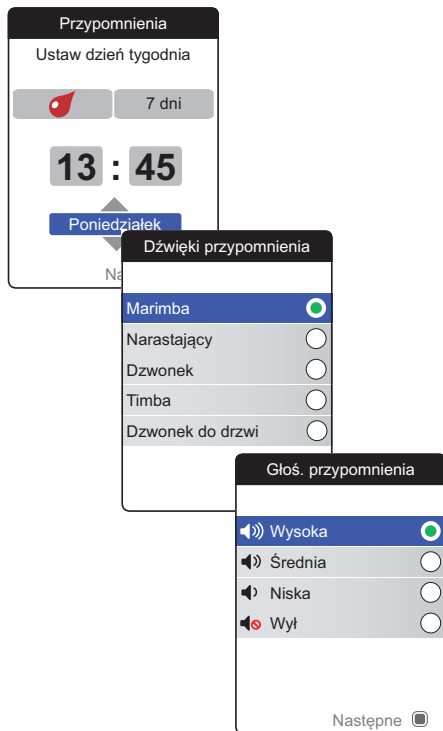 Przypomnienia
Ustaw dzień tygodnia
7 dni
13 : 45
Poniedziałek
Dźwięki przypomnienia
Marimba
Narastający
Dzwonek
Timba
Dzwonek do drzwi
Głoś. przypomnienia
Wysoka
Średnia
Niska
Wył
Następne